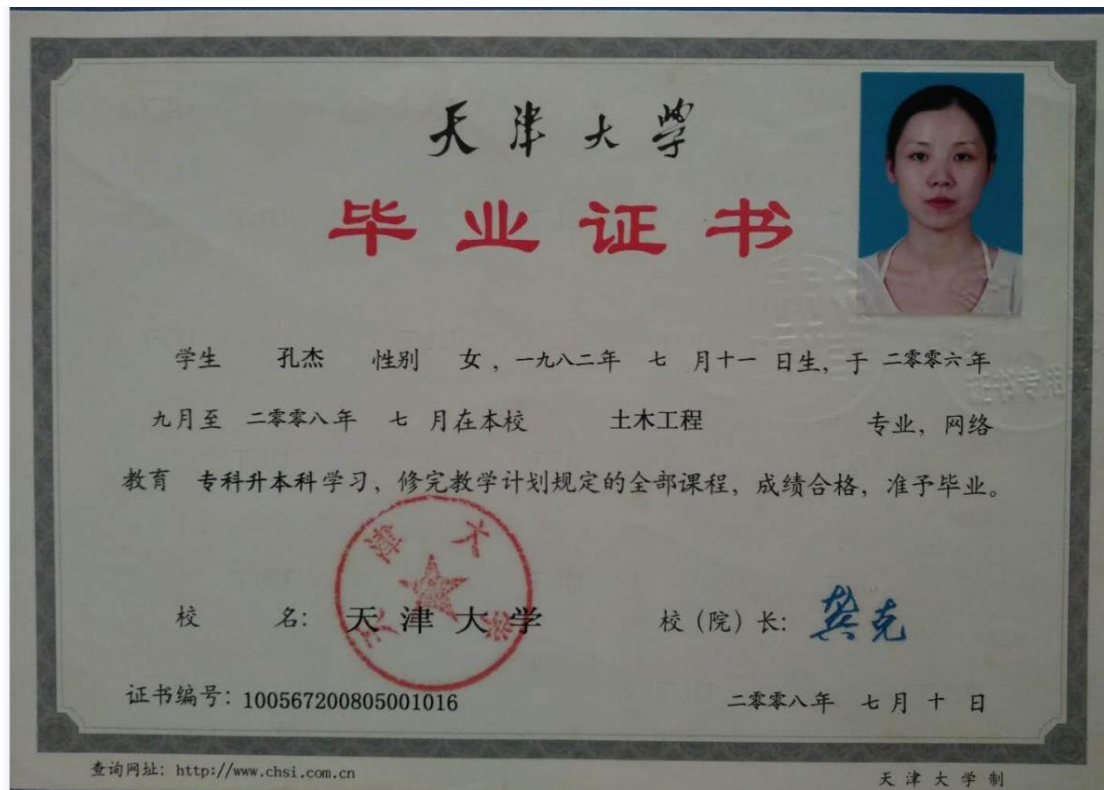 天津大学
毕业证书
学生 孔杰 性别 女，一九八二年 七 月十一 日生，于 二零零六年
九月至 二零零八年 七 月在本校 土木工程 专业，网络
教育 专科升本科学习，修完教学计划规定的全部课程，成绩合格，准予毕业。
天津大学
校 名：天津大学 校（院）长：龚克
证书编号：100567200805001016 二零零八年 七月 十 日
查询网址：http://www.chsi.com.cn 天津大学制